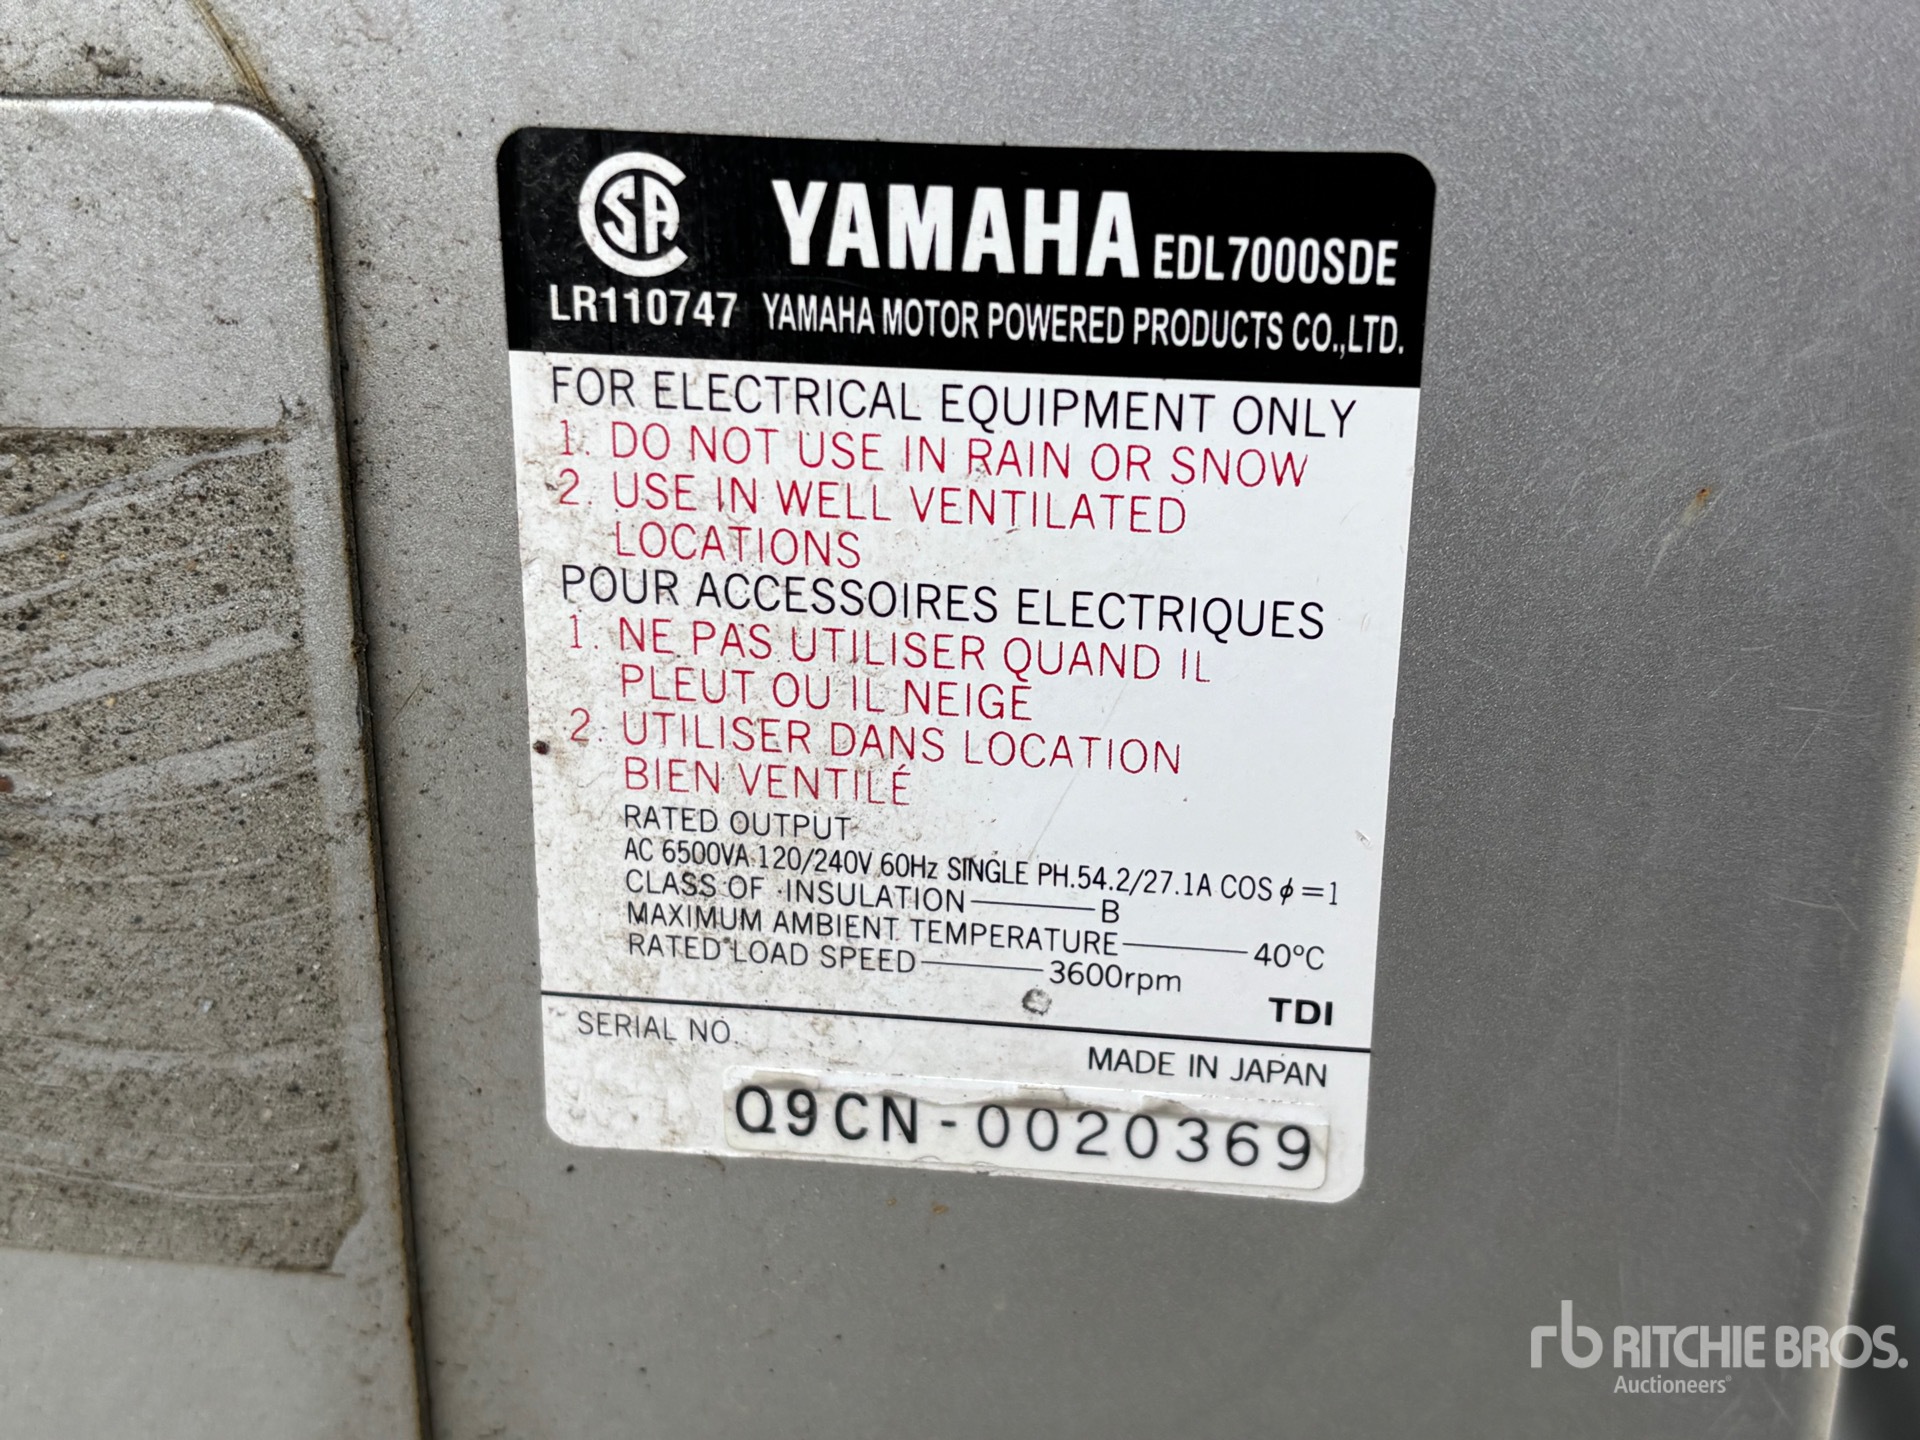 CSA
YAMAHA EDL7000SDE
LR110747 YAMAHA MOTOR POWERED PRODUCTS CO.,LTD.
FOR ELECTRICAL EQUIPMENT ONLY
1. DO NOT USE IN RAIN OR SNOW
2. USE IN WELL VENTILATED
LOCATIONS
POUR ACCESSOIRES ELECTRIQUES
1. NE PAS UTILISER QUAND IL
PLEUT OU IL NEIGE
2. UTILISER DANS LOCATION
BIEN VENTILÉ
RATED OUTPUT
AC 6500VA 120/240V 60Hz SINGLE PH.54.2/27.1A COS ϕ=1
CLASS OF INSULATION B
MAXIMUM AMBIENT TEMPERATURE 40°C
RATED LOAD SPEED 3600rpm
TDI
SERIAL NO.
MADE IN JAPAN
Q9CN-0020369
rb RITCHIE BROS.
Auctioneers